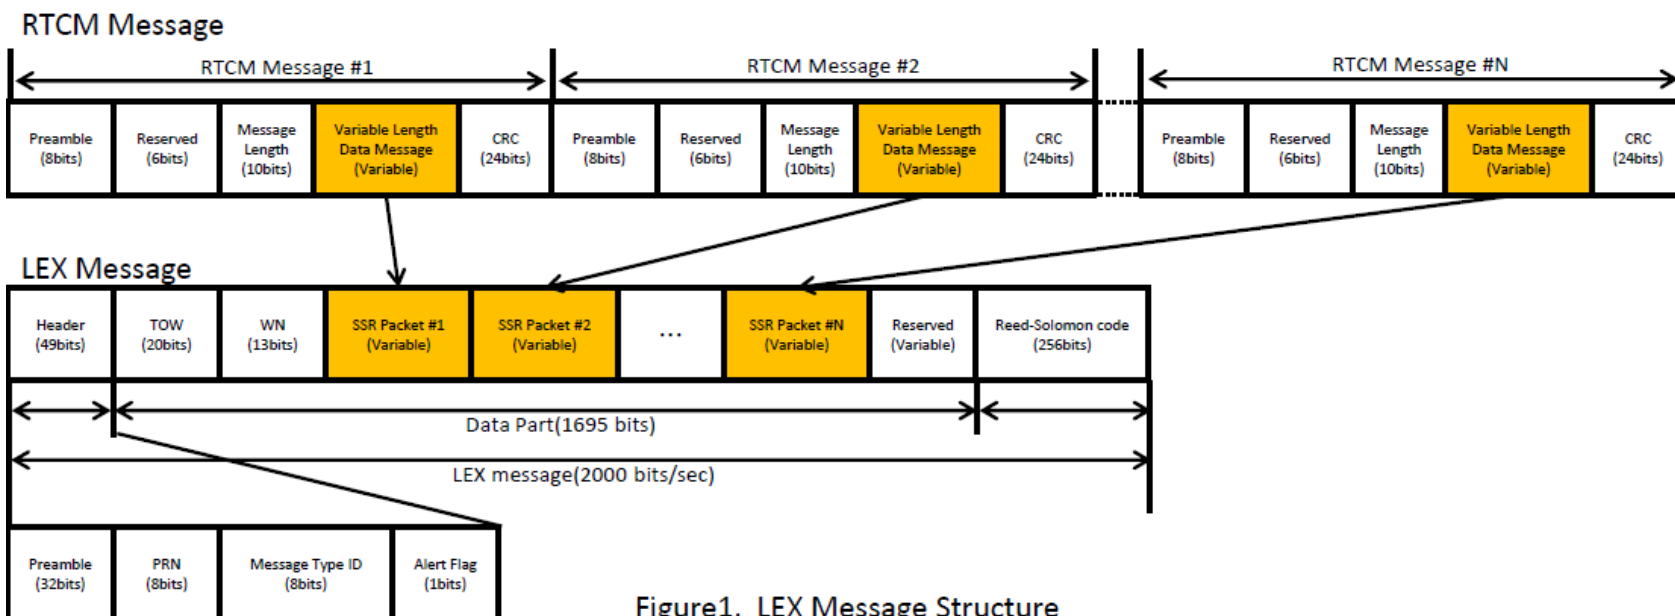 RTCM Message
RTCM Message #1
RTCM Message #2
RTCM Message #N
Preamble
(8bits)
Reserved
(6bits)
Message
Length
(10bits)
Variable Length
Data Message
(Variable)
CRC
(24bits)
Preamble
(8bits)
Reserved
(6bits)
Message
Length
(10bits)
Variable Length
Data Message
(Variable)
CRC
(24bits)
Preamble
(8bits)
Reserved
(6bits)
Message
Length
(10bits)
Variable Length
Data Message
(Variable)
CRC
(24bits)
LEX Message
Header
(49bits)
TOW
(20bits)
WN
(13bits)
SSR Packet #1
(Variable)
SSR Packet #2
(Variable)
...
SSR Packet #N
(Variable)
Reserved
(Variable)
Reed-Solomon code
(256bits)
Data Part(1695 bits)
LEX message(2000 bits/sec)
Preamble
(32bits)
PRN
(8bits)
Message Type ID
(8bits)
Alert Flag
(1bits)
Figure1. LEX Message Structure